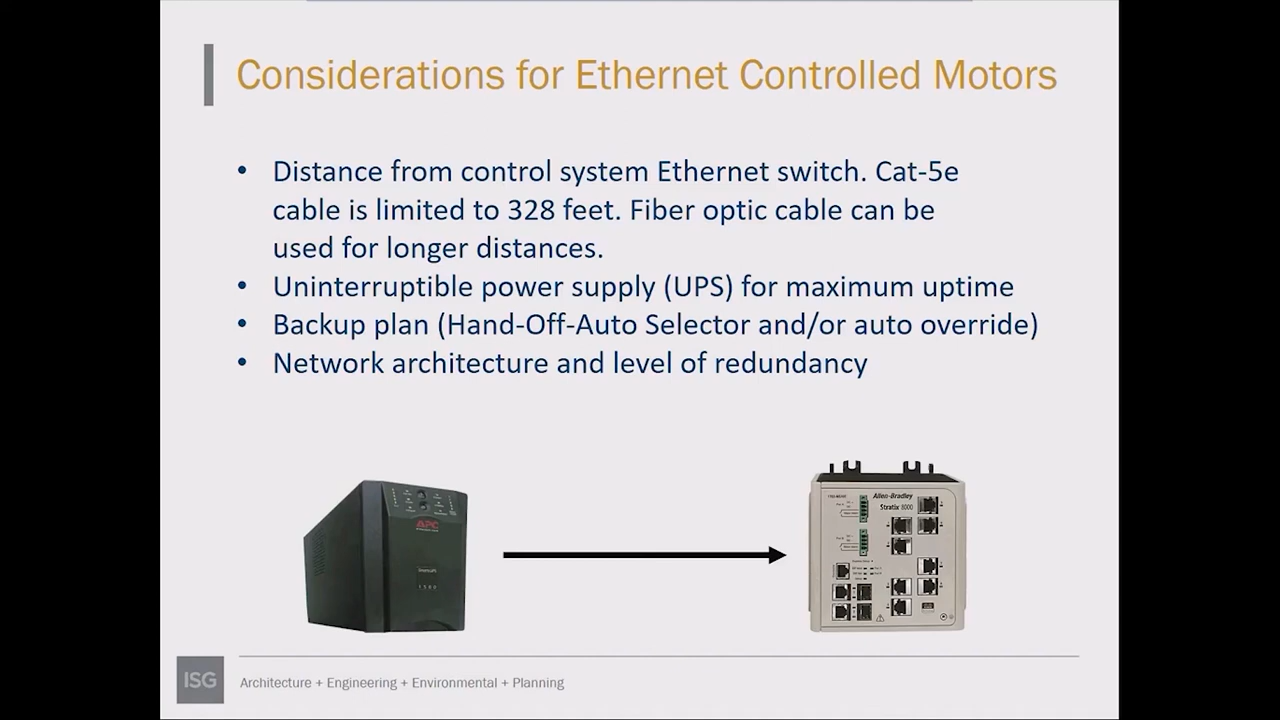 Considerations for Ethernet Controlled Motors
• Distance from control system Ethernet switch. Cat-5e
cable is limited to 328 feet. Fiber optic cable can be
used for longer distances.
• Uninterruptible power supply (UPS) for maximum uptime
• Backup plan (Hand-Off-Auto Selector and/or auto override)
• Network architecture and level of redundancy
APC
1500
Allen-Bradley
Stratix 8000
ISG
Architecture + Engineering + Environmental + Planning